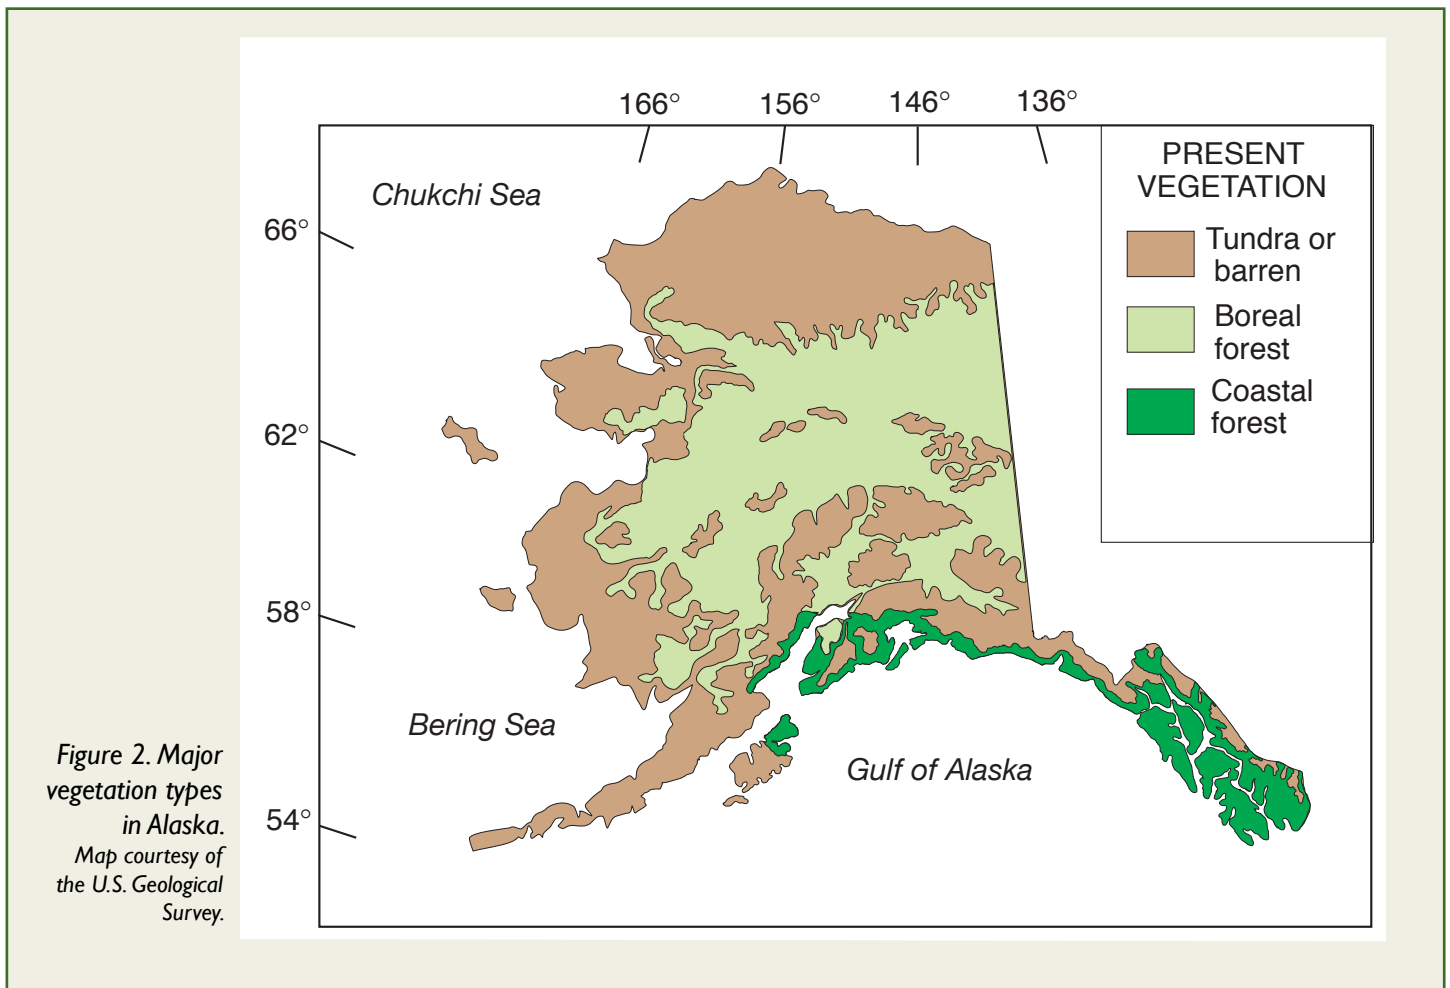 166°
156°
146°
136°
PRESENT
VEGETATION
Tundra or
barren
Boreal
forest
Coastal
forest
Chukchi Sea
66°
62°
58°
54°
Bering Sea
Gulf of Alaska
Figure 2. Major
vegetation types
in Alaska.
Map courtesy of
the U.S. Geological
Survey.